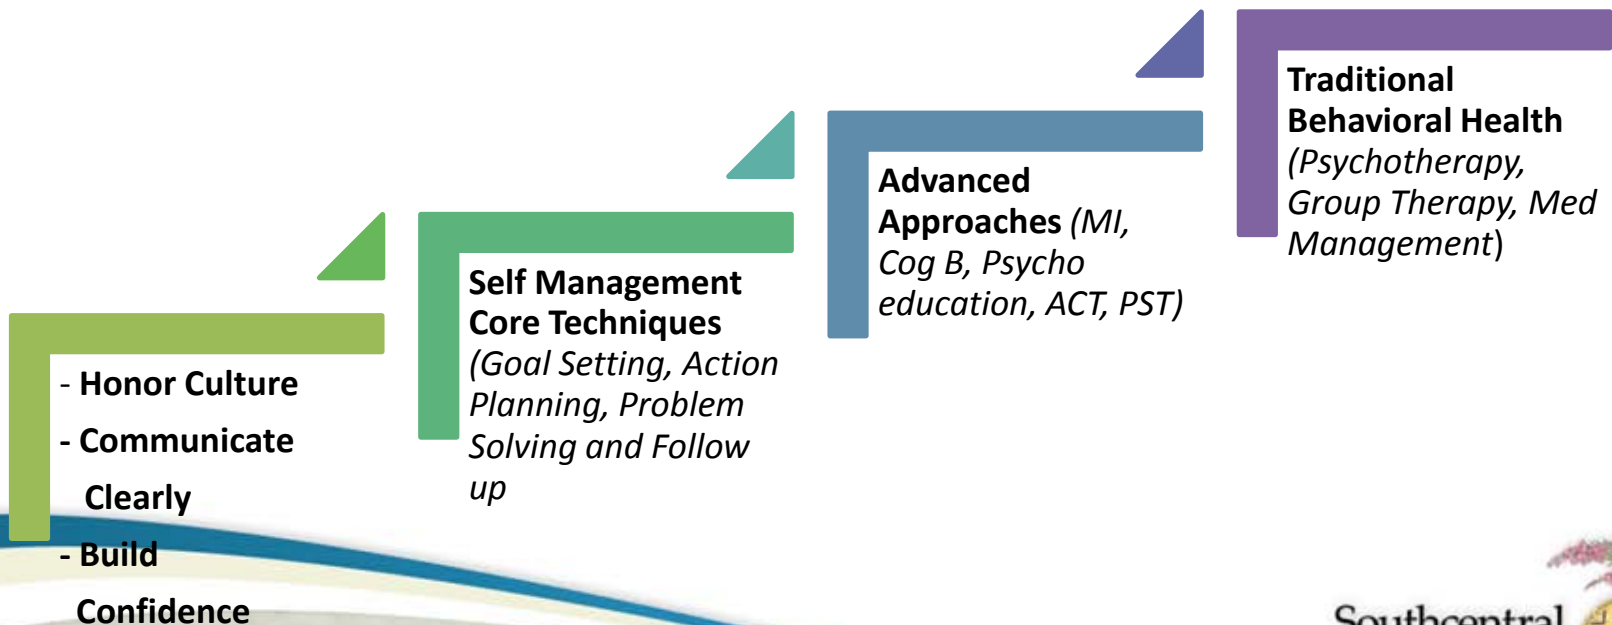 - Honor Culture
- Communicate
Clearly
- Build
Confidence
Self Management
Core Techniques
(Goal Setting, Action
Planning, Problem
Solving and Follow
up
Advanced
Approaches (MI,
Cog B, Psycho
education, ACT, PST)
Traditional
Behavioral Health
(Psychotherapy,
Group Therapy, Med
Management)
Southcentral